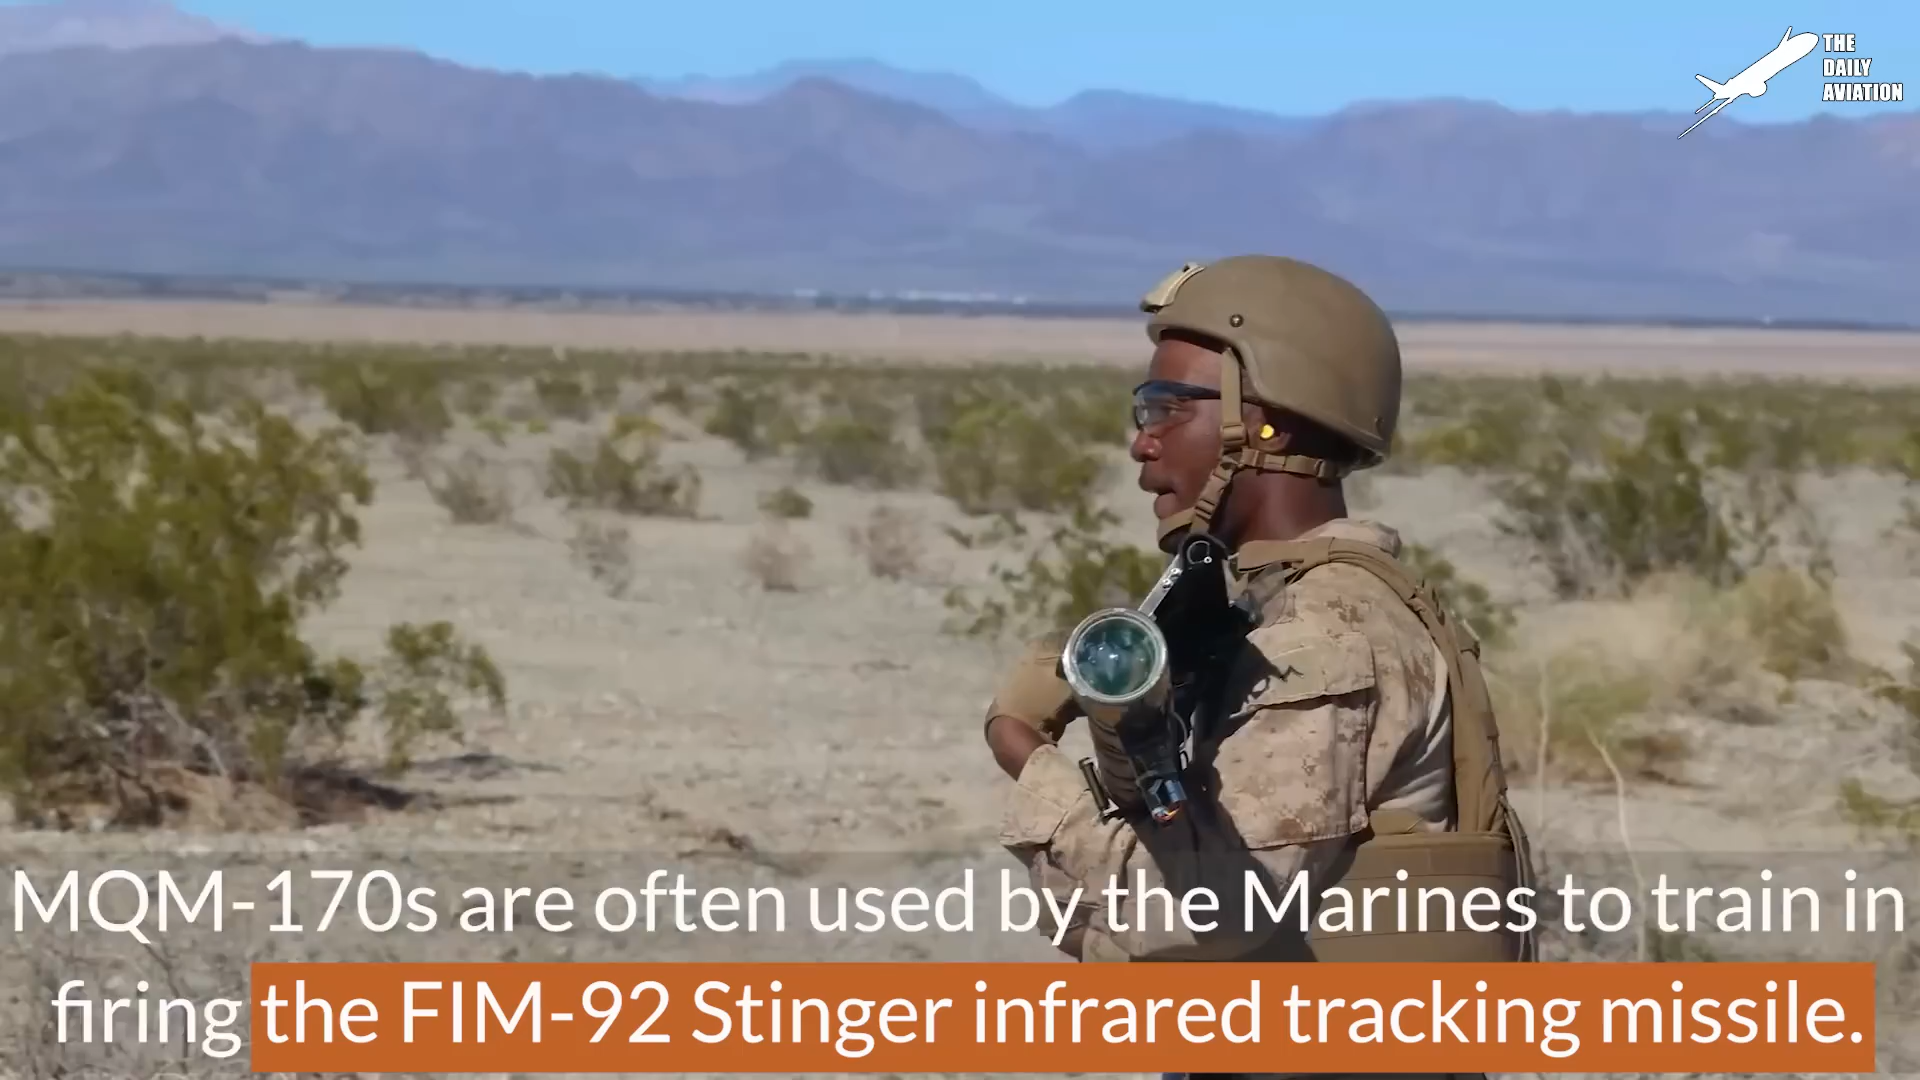 THE
DAILY
AVIATION
MQM-170s are often used by the Marines to train in
firing the FIM-92 Stinger infrared tracking missile.